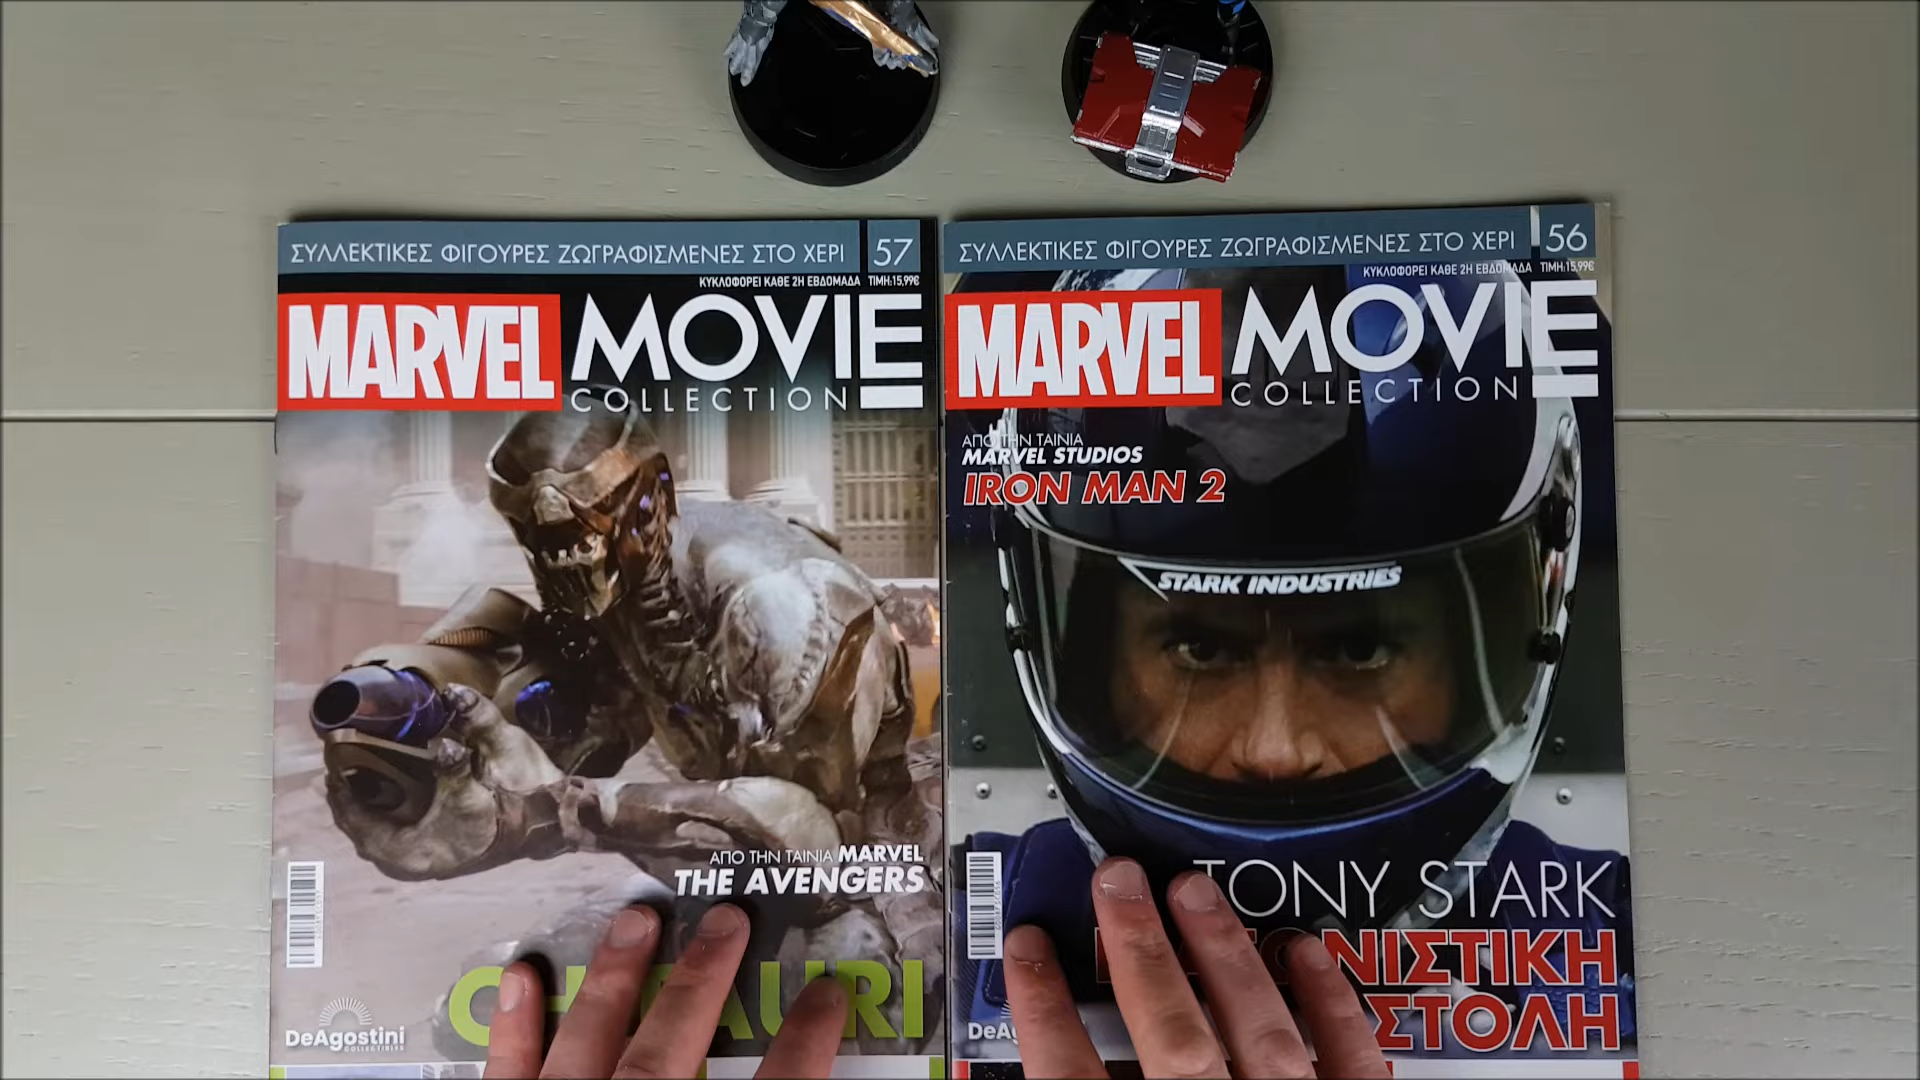 ΣΥΛΛΕΚΤΙΚΕΣ ΦΙΓΟΥΡΕΣ ΖΩΓΡΑΦΙΣΜΕΝΕΣ ΣΤΟ ΧΕΡΙ 57
ΚΥΚΛΟΦΟΡΕΙ ΚΑΘΕ 2Η ΕΒΔΟΜΑΔΑ ΤΙΜΗ:15,99€
MARVEL MOVIE
COLLECTION
ΑΠΟ ΤΗΝ ΤΑΙΝΙΑ MARVEL
THE AVENGERS
DeAgostini
COLLECTIBLES
ΣΥΛΛΕΚΤΙΚΕΣ ΦΙΓΟΥΡΕΣ ΖΩΓΡΑΦΙΣΜΕΝΕΣ ΣΤΟ ΧΕΡΙ 56
ΚΥΚΛΟΦΟΡΕΙ ΚΑΘΕ 2Η ΕΒΔΟΜΑΔΑ ΤΙΜΗ:15,99€
MARVEL MOVIE
COLLECTION
ΑΠΟ ΤΗΝ ΤΑΙΝΙΑ
MARVEL STUDIOS
IRON MAN 2
STARK INDUSTRIES
TONY STARK
ΣΤΟΛΗ